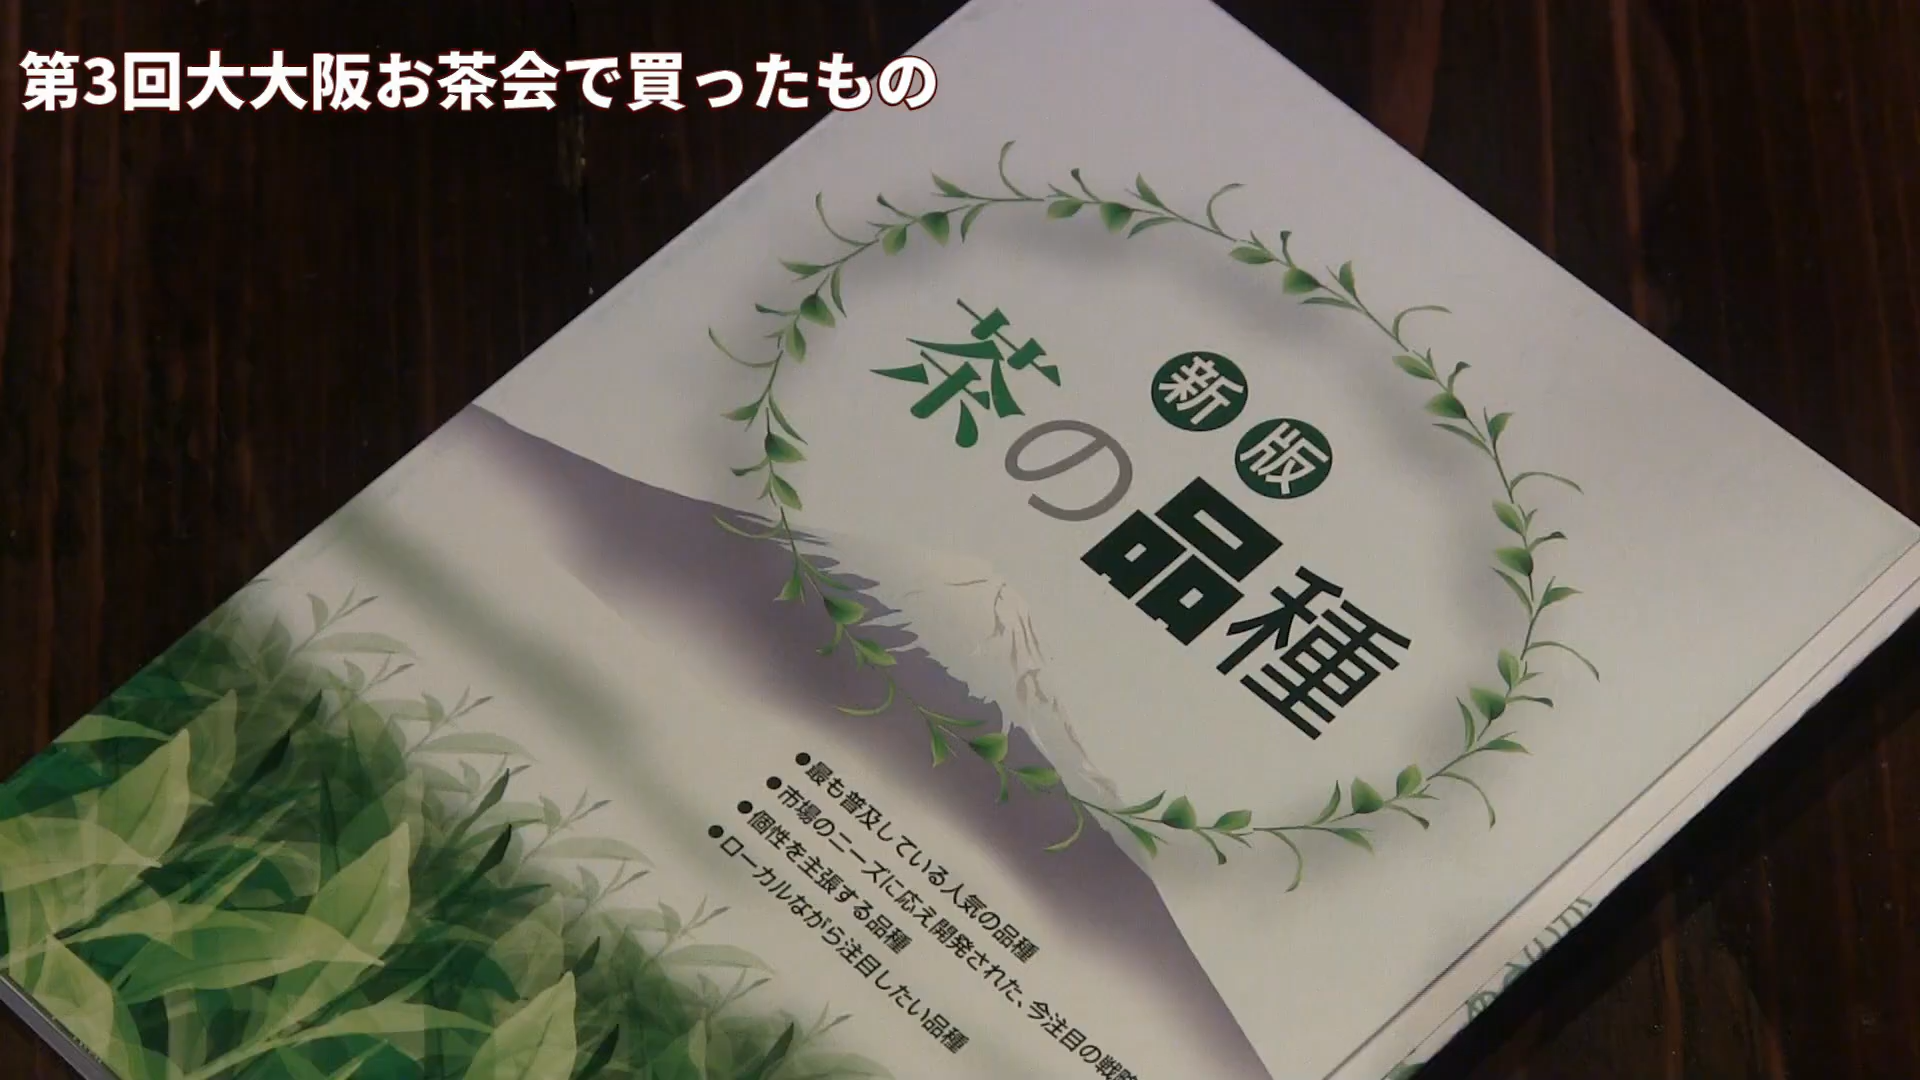 第3回大大阪お茶会で買ったもの
新版
茶の品種
●最も普及している人気の品種
●市場のニーズに応え開発された、今注目の戦略
●個性を主張する品種
●ローカルながら注目したい品種